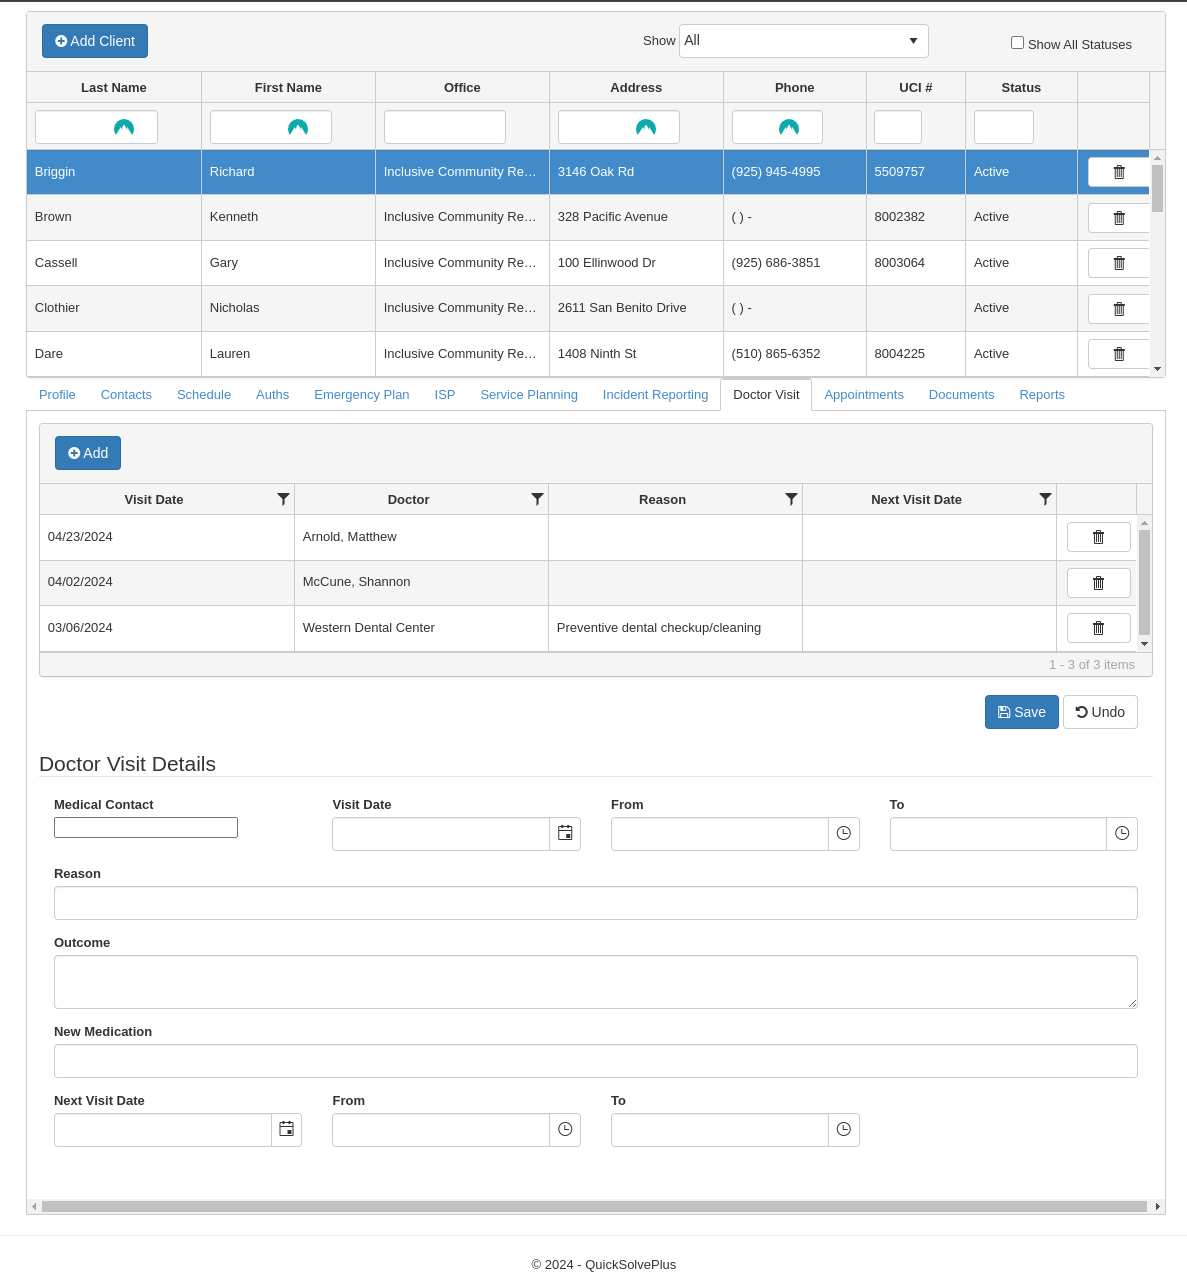 Add Client
Show All
Show All Statuses
Last Name First Name Office Address Phone UCI # Status
Briggin Richard Inclusive Community Re… 3146 Oak Rd (925) 945-4995 5509757 Active
Brown Kenneth Inclusive Community Re… 328 Pacific Avenue ( ) - 8002382 Active
Cassell Gary Inclusive Community Re… 100 Ellinwood Dr (925) 686-3851 8003064 Active
Clothier Nicholas Inclusive Community Re… 2611 San Benito Drive ( ) - Active
Dare Lauren Inclusive Community Re… 1408 Ninth St (510) 865-6352 8004225 Active
Profile Contacts Schedule Auths Emergency Plan ISP Service Planning Incident Reporting Doctor Visit Appointments Documents Reports
Add
Visit Date Doctor Reason Next Visit Date
04/23/2024 Arnold, Matthew
04/02/2024 McCune, Shannon
03/06/2024 Western Dental Center Preventive dental checkup/cleaning
1 - 3 of 3 items
Save Undo
Doctor Visit Details
Medical Contact Visit Date From To
Reason
Outcome
New Medication
Next Visit Date From To
© 2024 - QuickSolvePlus